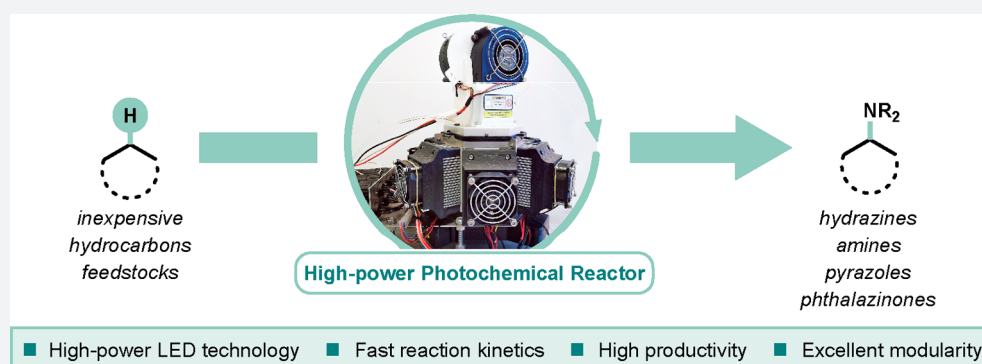 H
inexpensive
hydrocarbons
feedstocks
High-power Photochemical Reactor
NR2
hydrazines
amines
pyrazoles
phthalazinones
High-power LED technology
Fast reaction kinetics
High productivity
Excellent modularity